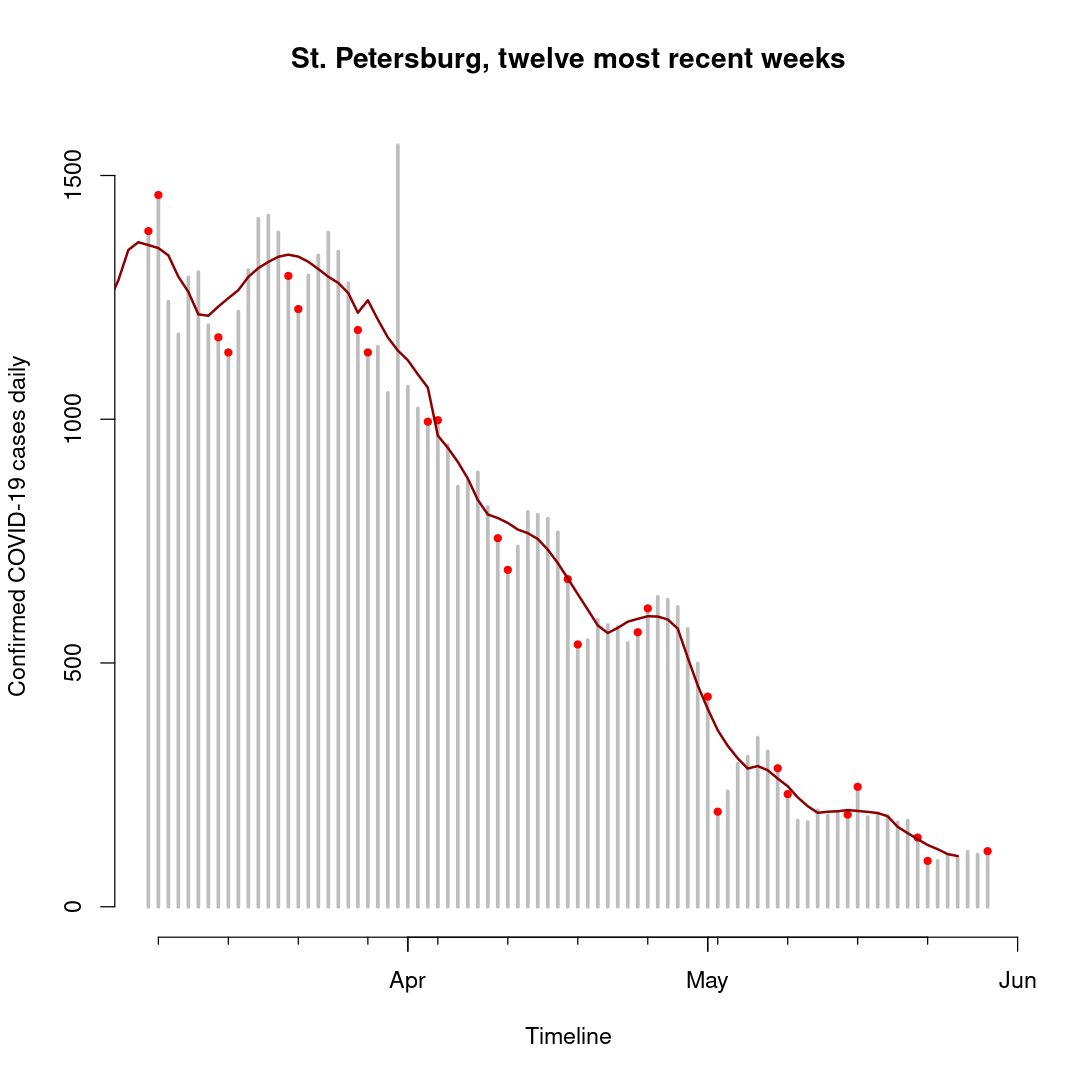 St. Petersburg, twelve most recent weeks
Confirmed COVID-19 cases daily
1500
1000
500
0
Apr
May
Jun
Timeline